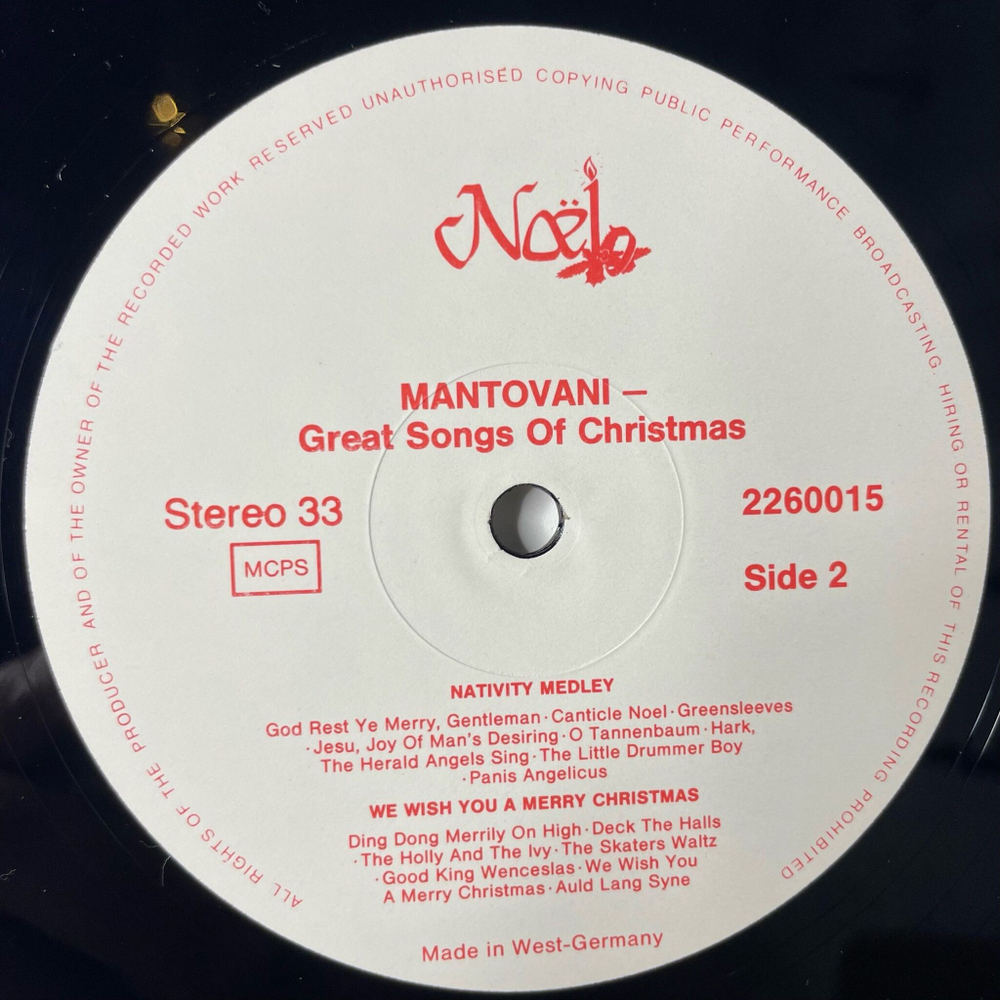 ALL RIGHTS OF THE PRODUCER AND OF THE OWNER OF THE RECORDED WORK RESERVED UNAUTHORISED COPYING PUBLIC PERFORMANCE BROADCASTING. HIRING OR RENTAL OF THIS RECORDING PROHIBITED
Noël
MANTOVANI –
Great Songs Of Christmas
Stereo 33
2260015
MCPS
Side 2
NATIVITY MEDLEY
God Rest Ye Merry, Gentleman · Canticle Noel · Greensleeves
· Jesu, Joy Of Man's Desiring · O Tannenbaum · Hark,
The Herald Angels Sing · The Little Drummer Boy
· Panis Angelicus
WE WISH YOU A MERRY CHRISTMAS
Ding Dong Merrily On High · Deck The Halls
· The Holly And The Ivy · The Skaters Waltz
· Good King Wenceslas · We Wish You
A Merry Christmas · Auld Lang Syne
Made in West-Germany